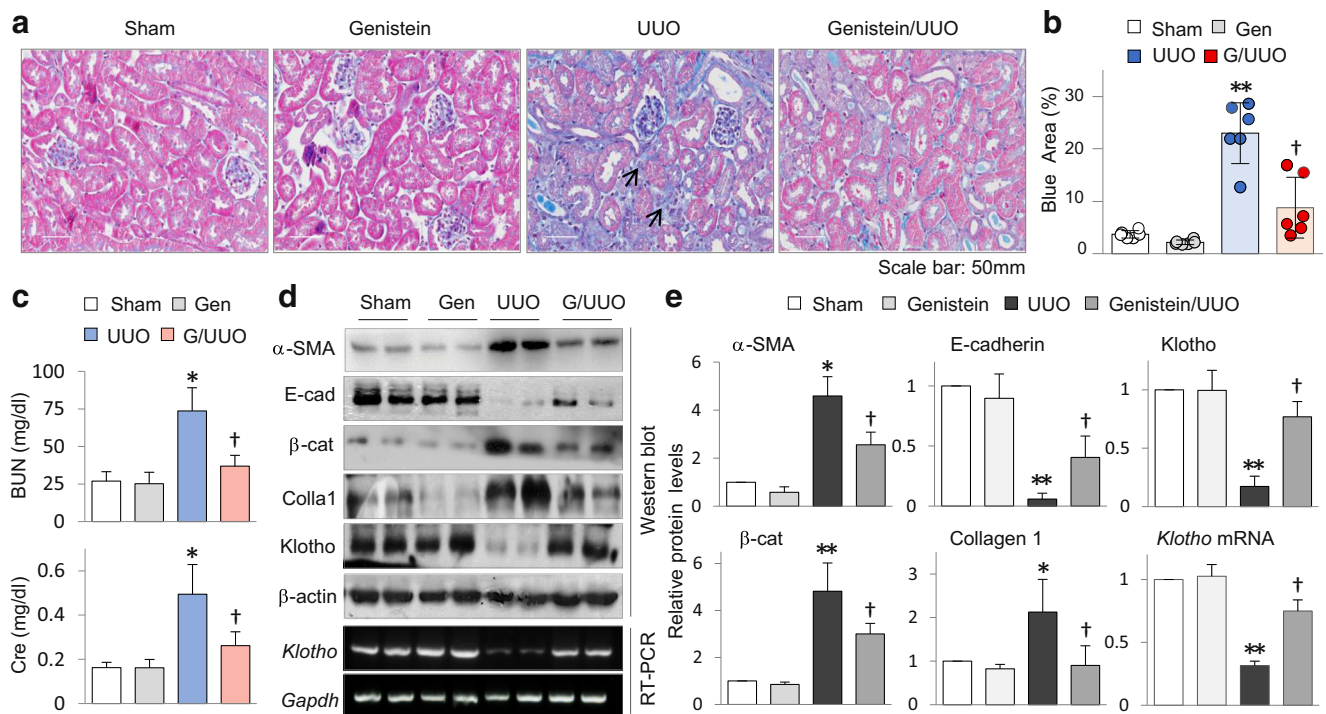 a
Sham
Genistein
UUO
Genistein/UUO
Scale bar: 50mm
b
Sham Gen
UUO G/UUO
Blue Area (%)
30
20
10
0
**
†
c
Sham Gen
UUO G/UUO
BUN (mg/dl)
100
75
50
25
0
*
†
Cre (mg/dl)
0.6
0.4
0.2
0
*
†
d
Sham Gen UUO G/UUO
α-SMA
E-cad
β-cat
Colla1
Klotho
β-actin
Klotho
Gapdh
Western blot
RT-PCR
e
Sham Genistein UUO Genistein/UUO
Relative protein levels
α-SMA
6
4
2
0
*
†
E-cadherin
1
0.5
0
**
†
Klotho
1
0.5
0
**
†
β-cat
6
4
2
0
**
†
Collagen 1
3
2
1
0
*
†
Klotho mRNA
1
0.5
0
**
†